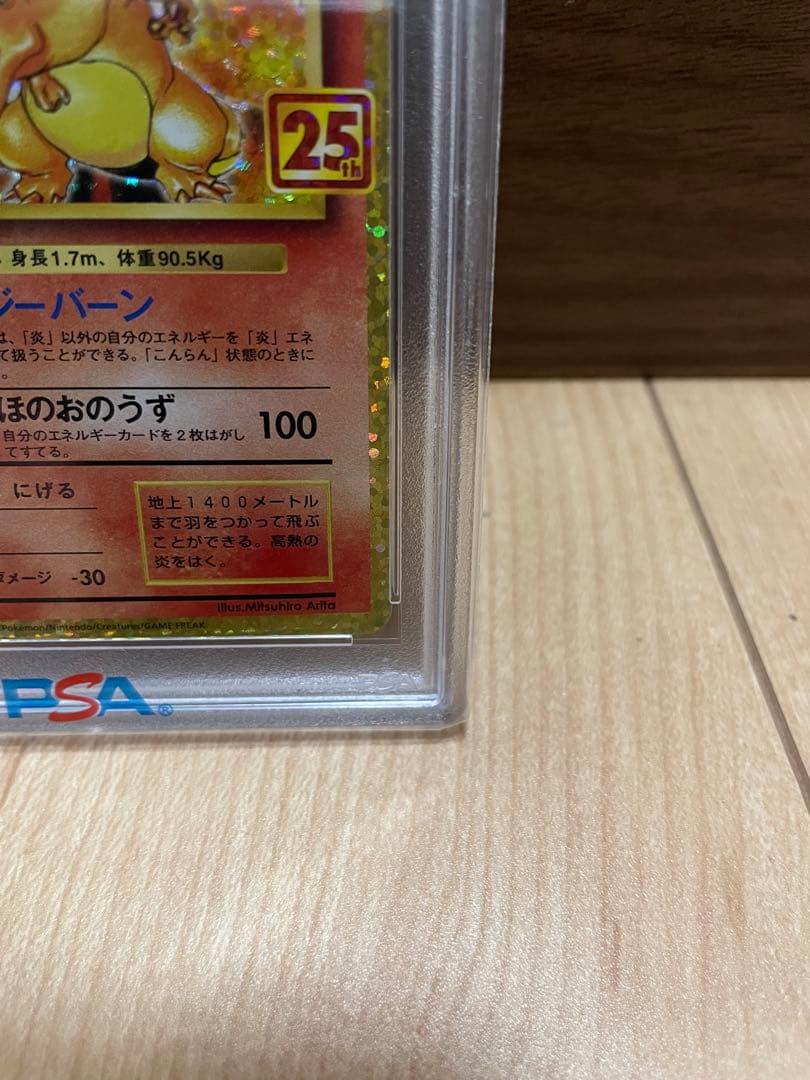 25th
身長1.7m、体重90.5Kg
ジーバーン
は、「炎」以外の自分のエネルギーを「炎」エネ
て扱うことができる。「こんらん」状態のときに
。
ほのおのうず 100
自分のエネルギーカードを2枚はがし
てすてる。
にげる
地上1400メートル
まで羽をつかって飛ぶ
ことができる。高熱の
炎をはく。
ダメージ -30
illus.Mitsuhiro Arita
Pokémon/Nintendo/Creatures/GAME FREAK
PSA®